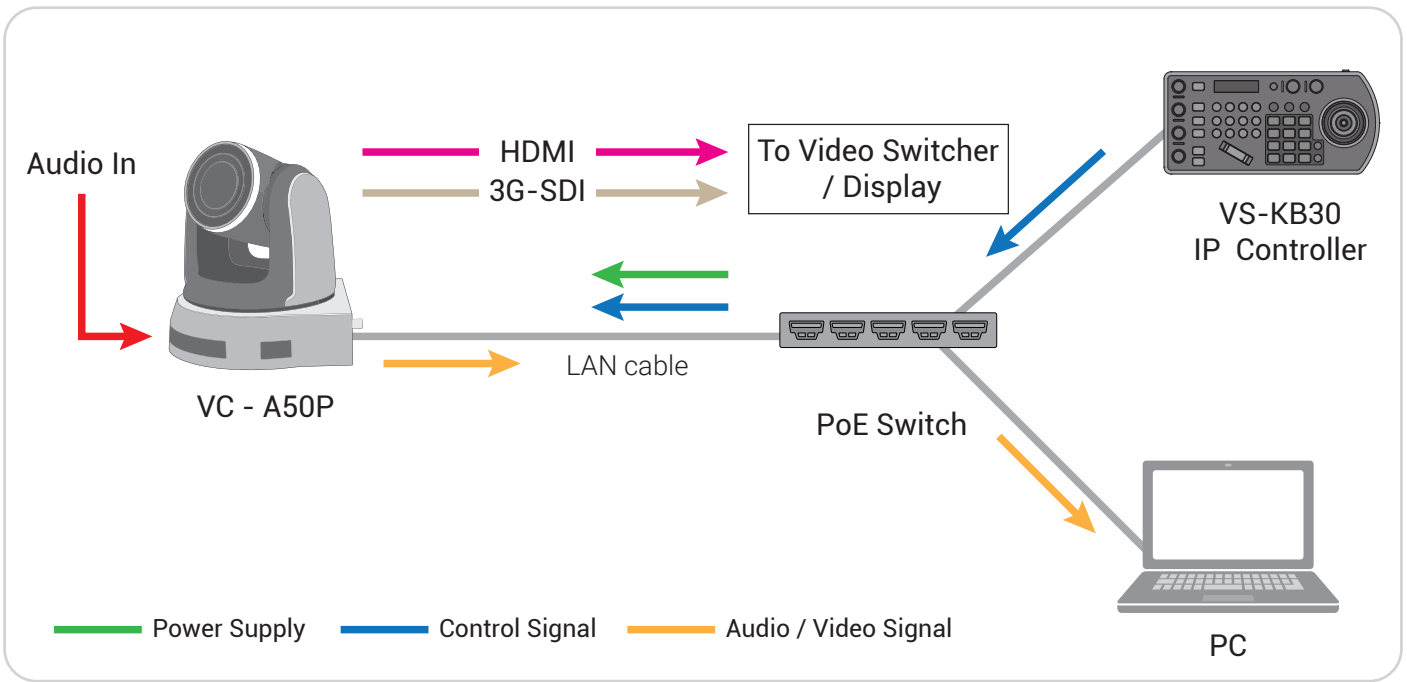 Audio In
HDMI
3G-SDI
To Video Switcher
/ Display
VS-KB30
IP Controller
LAN cable
VC - A50P
PoE Switch
Power Supply
Control Signal
Audio / Video Signal
PC